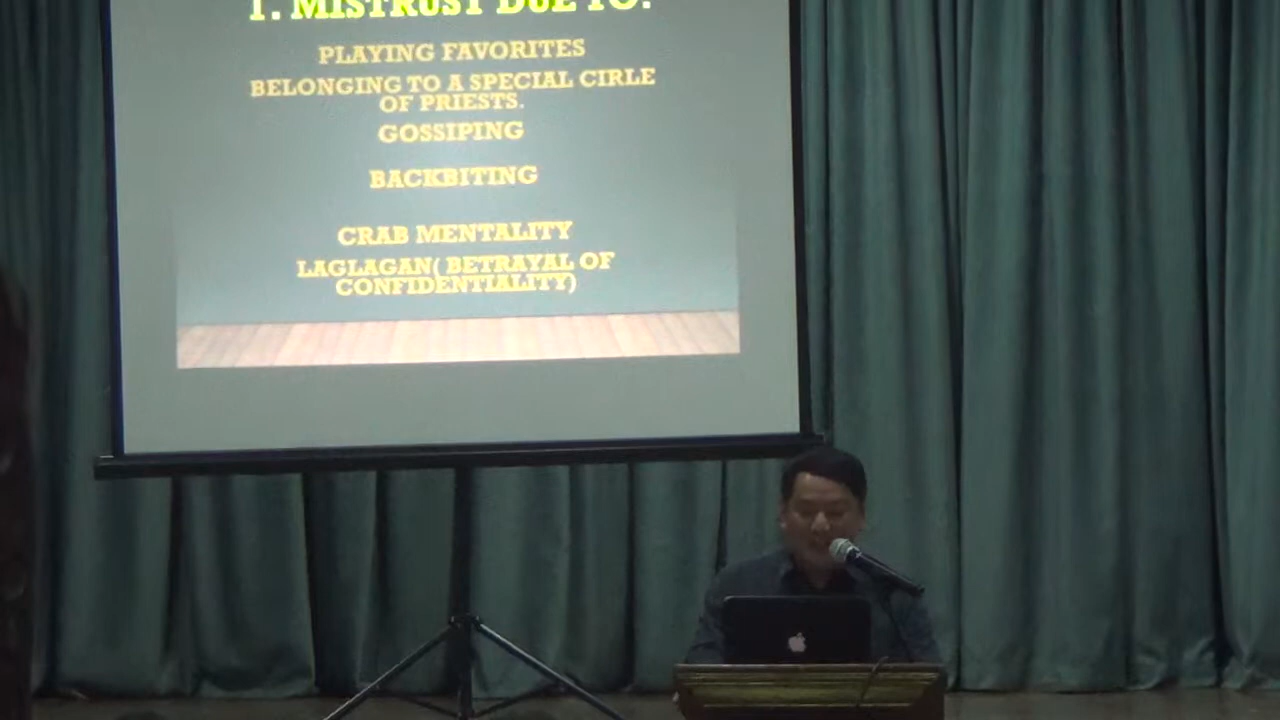 1. MISTRUST DUE TO:
PLAYING FAVORITES
BELONGING TO A SPECIAL CIRLE
OF PRIESTS.
GOSSIPING
BACKBITING
CRAB MENTALITY
LAGLAGAN( BETRAYAL OF
CONFIDENTIALITY)